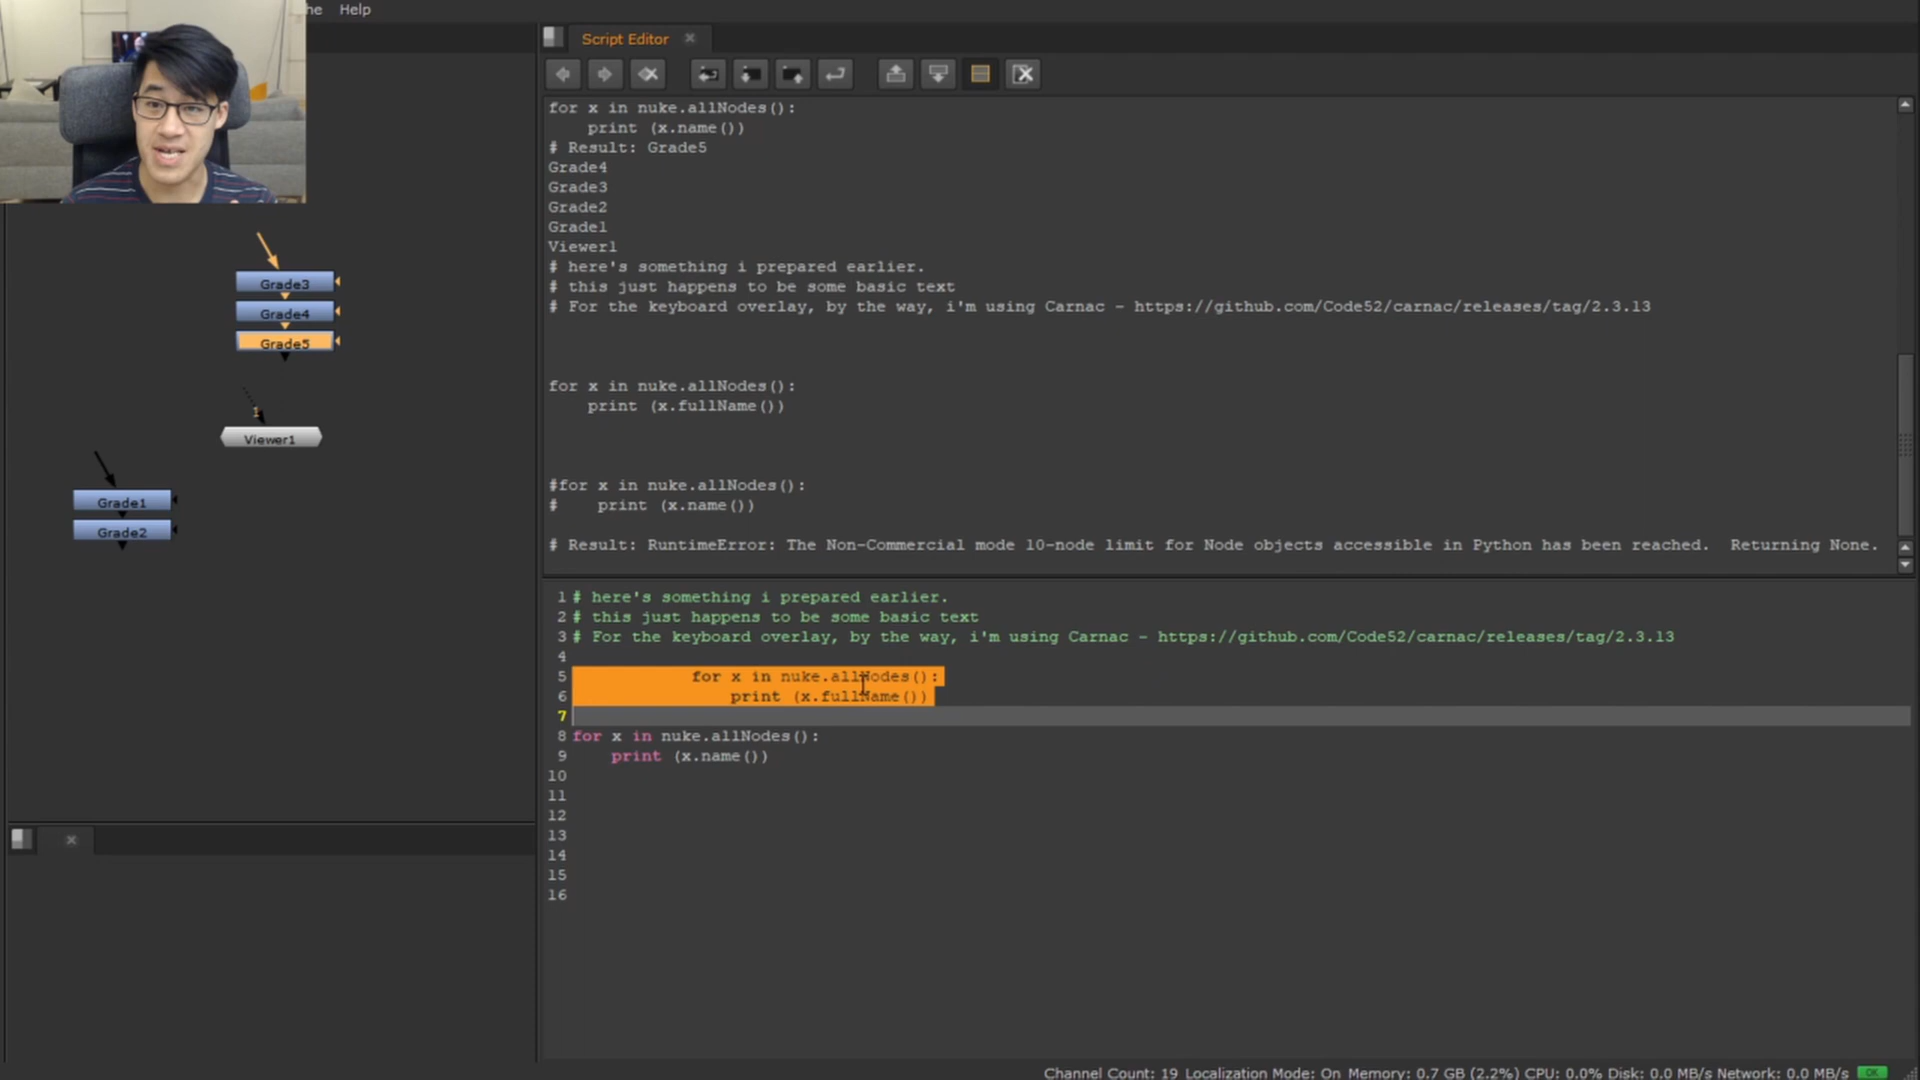 he Help
Script Editor
for x in nuke.allNodes():
print (x.name())
# Result: Grade5
Grade4
Grade3
Grade2
Grade1
Viewer1
# here's something i prepared earlier.
# this just happens to be some basic text
# For the keyboard overlay, by the way, i'm using Carnac - https://github.com/Code52/carnac/releases/tag/2.3.13
for x in nuke.allNodes():
print (x.fullName())
#for x in nuke.allNodes():
# print (x.name())
# Result: RuntimeError: The Non-Commercial mode 10-node limit for Node objects accessible in Python has been reached. Returning None.
Grade3
Grade4
Grade5
1
Viewer1
Grade1
Grade2
1 # here's something i prepared earlier.
2 # this just happens to be some basic text
3 # For the keyboard overlay, by the way, i'm using Carnac - https://github.com/Code52/carnac/releases/tag/2.3.13
4
5 for x in nuke.allNodes():
6 print (x.fullName())
7
8 for x in nuke.allNodes():
9 print (x.name())
10
11
12
13
14
15
16
Channel Count: 19 Localization Mode: On Memory: 0.7 GB (2.2%) CPU: 0.0% Disk: 0.0 MB/s Network: 0.0 MB/s OK